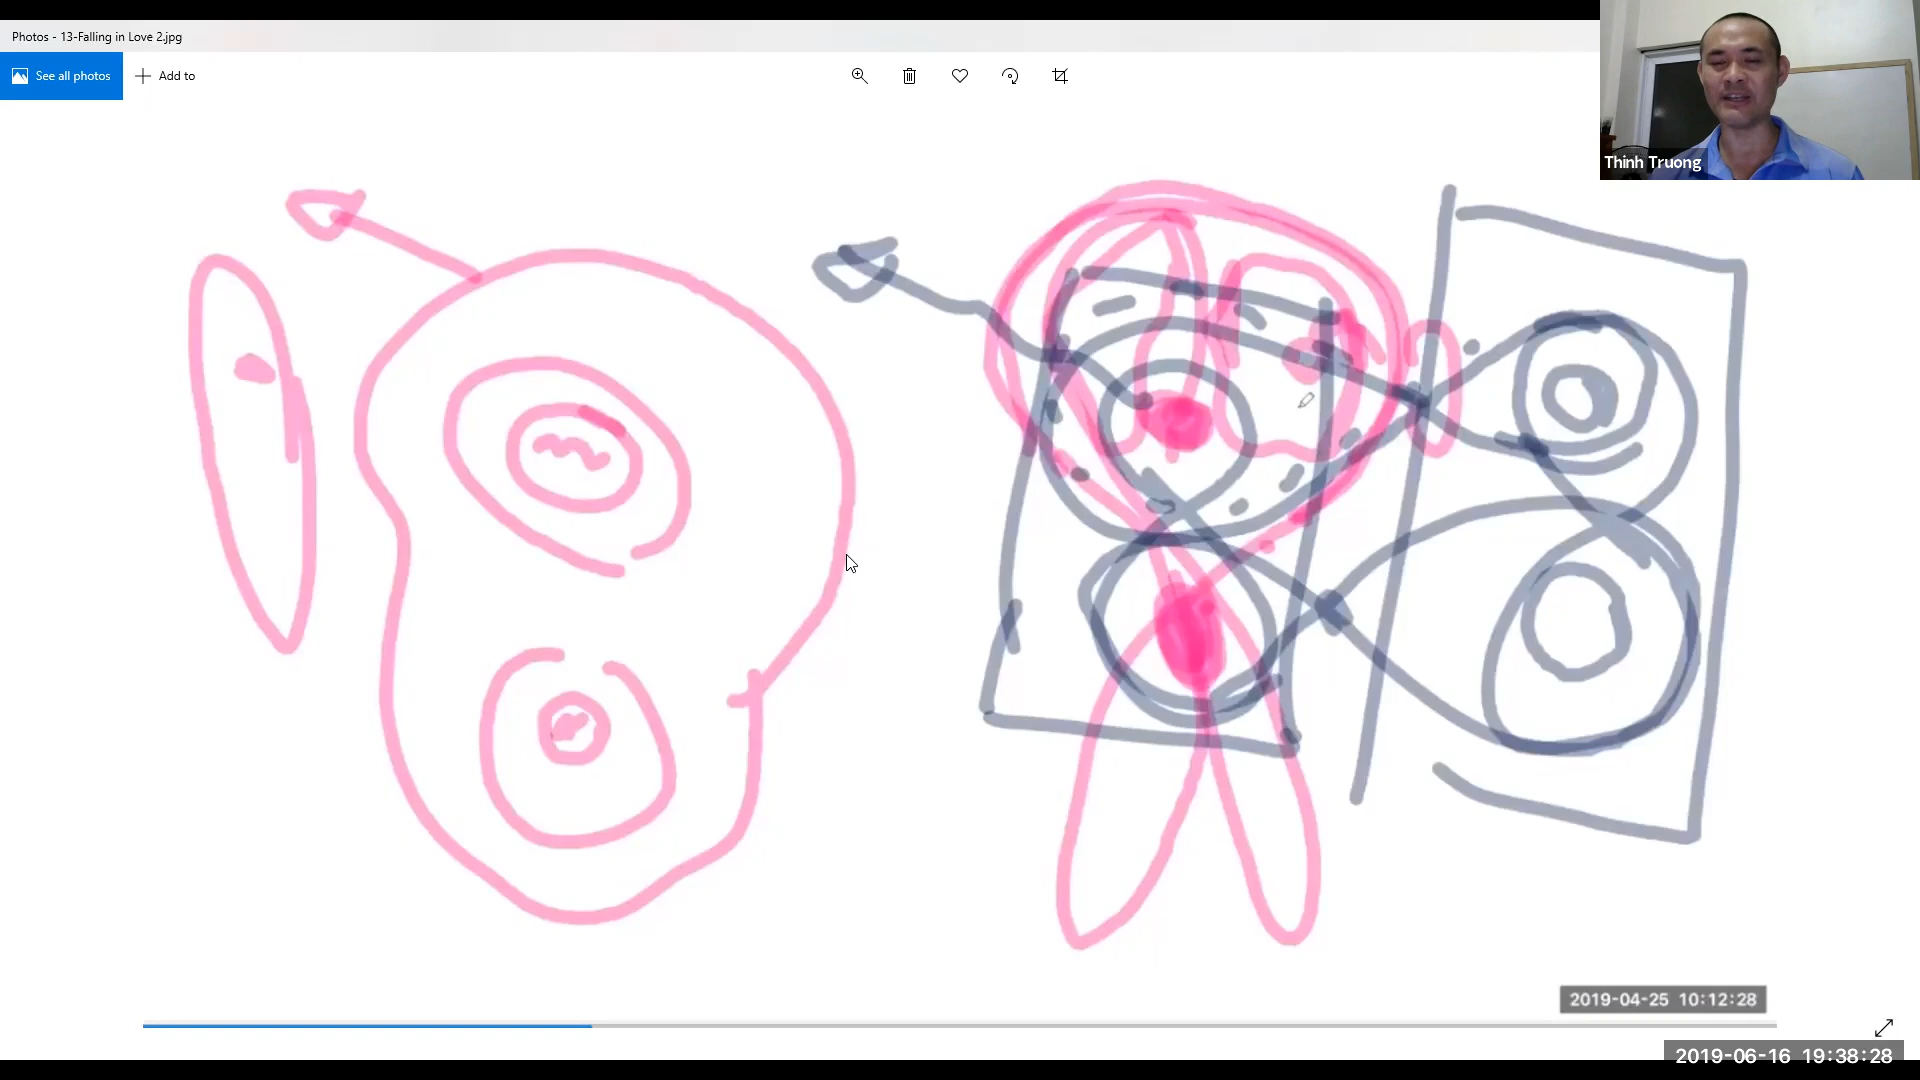 Photos - 13-Falling in Love 2.jpg
See all photos
Add to
Thinh Truong
2019-04-25 10:12:28
2019-06-16 19:38:28